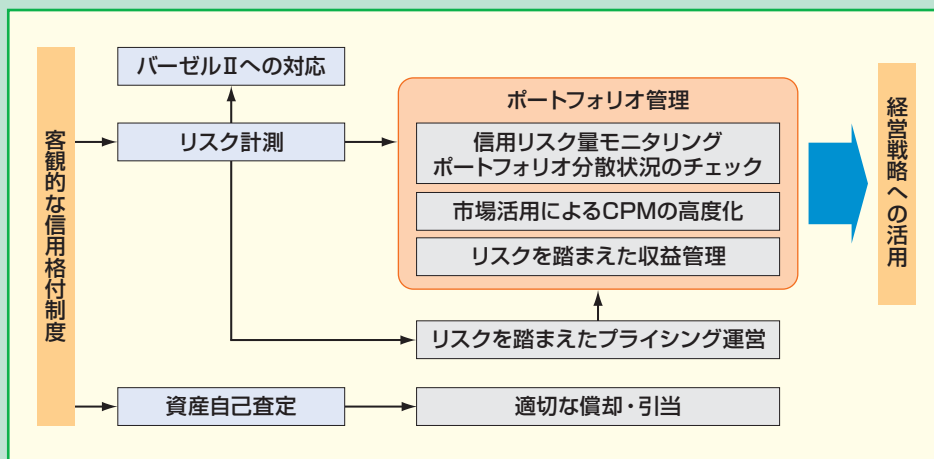 客観的な信用格付制度
バーゼルⅡへの対応
リスク計測
ポートフォリオ管理
信用リスク量モニタリング
ポートフォリオ分散状況のチェック
市場活用によるCPMの高度化
リスクを踏まえた収益管理
リスクを踏まえたプライシング運営
資産自己査定
適切な償却・引当
経営戦略への活用